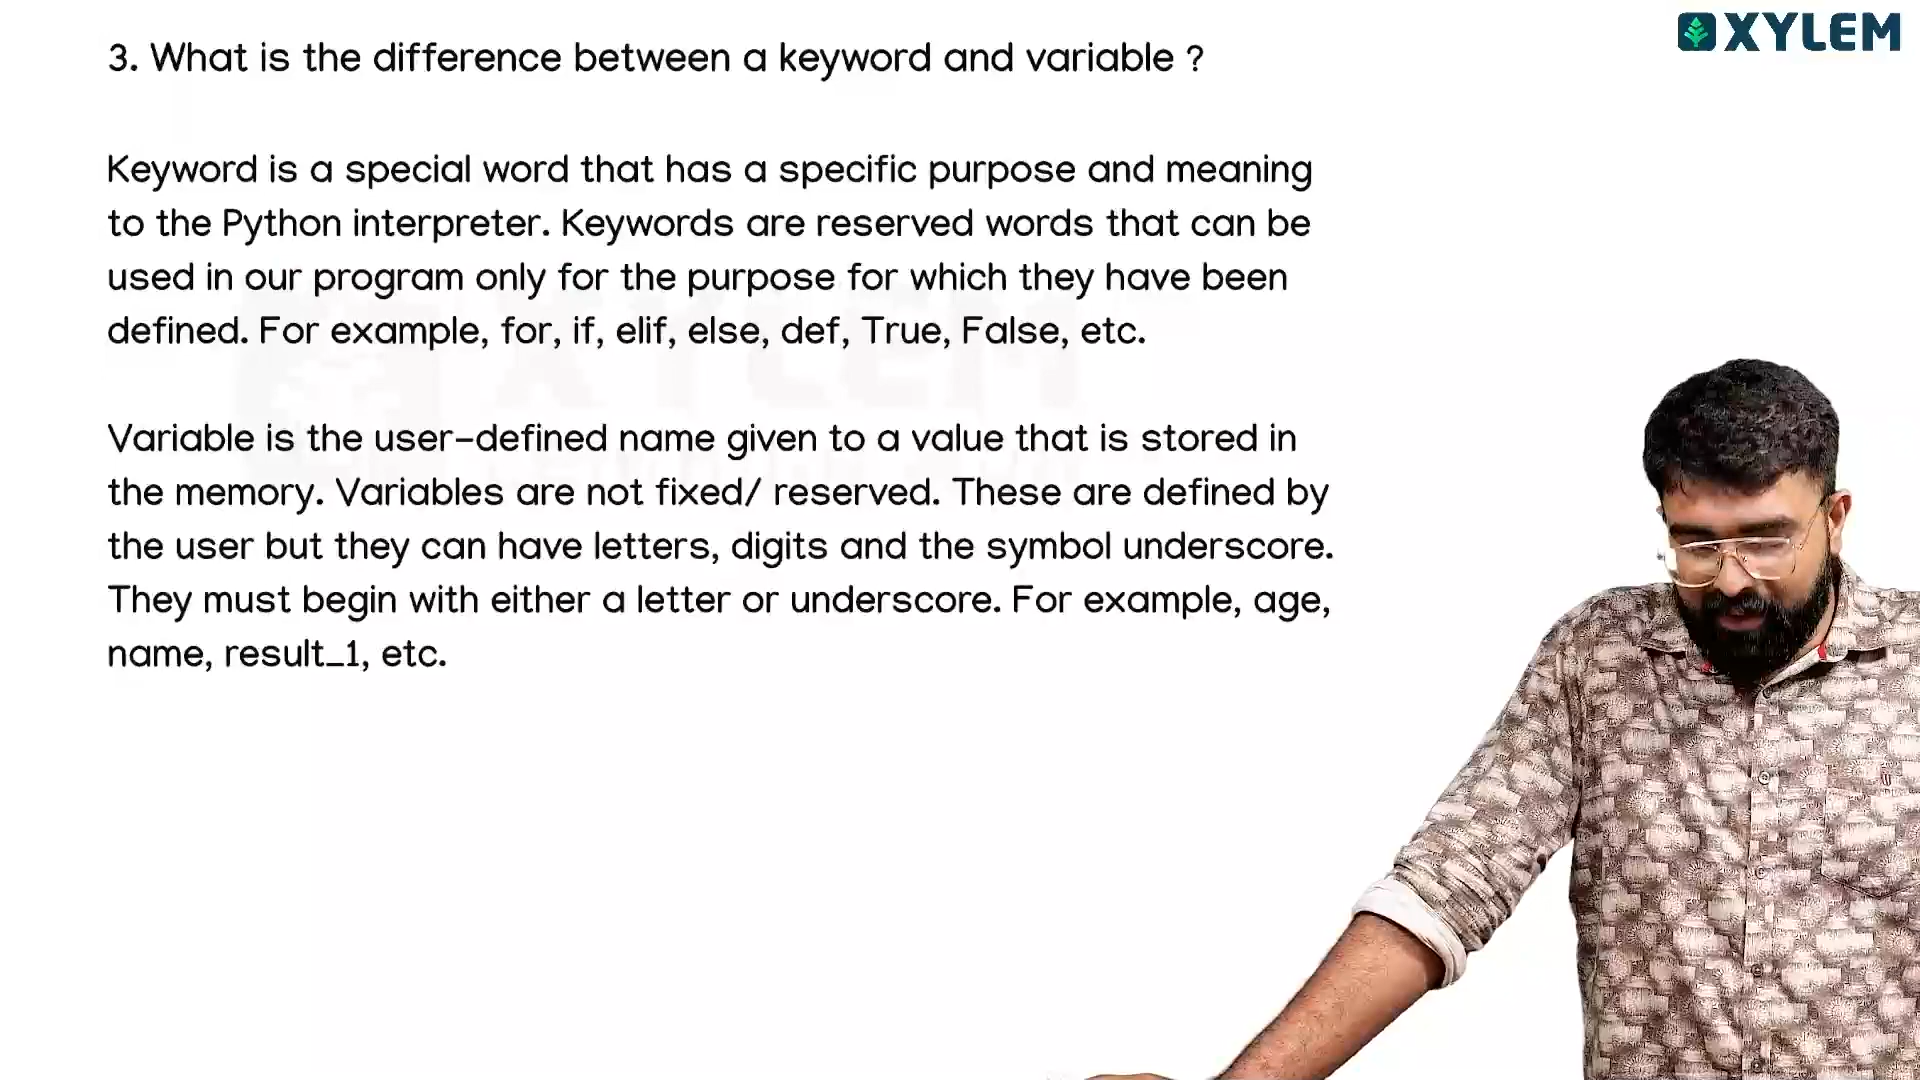 XYLEM
3. What is the difference between a keyword and variable ?
Keyword is a special word that has a specific purpose and meaning
to the Python interpreter. Keywords are reserved words that can be
used in our program only for the purpose for which they have been
defined. For example, for, if, elif, else, def, True, False, etc.
XYLEM
Variable is the user-defined name given to a value that is stored in
the memory. Variables are not fixed/ reserved. These are defined by
the user but they can have letters, digits and the symbol underscore.
They must begin with either a letter or underscore. For example, age,
name, result_1, etc.